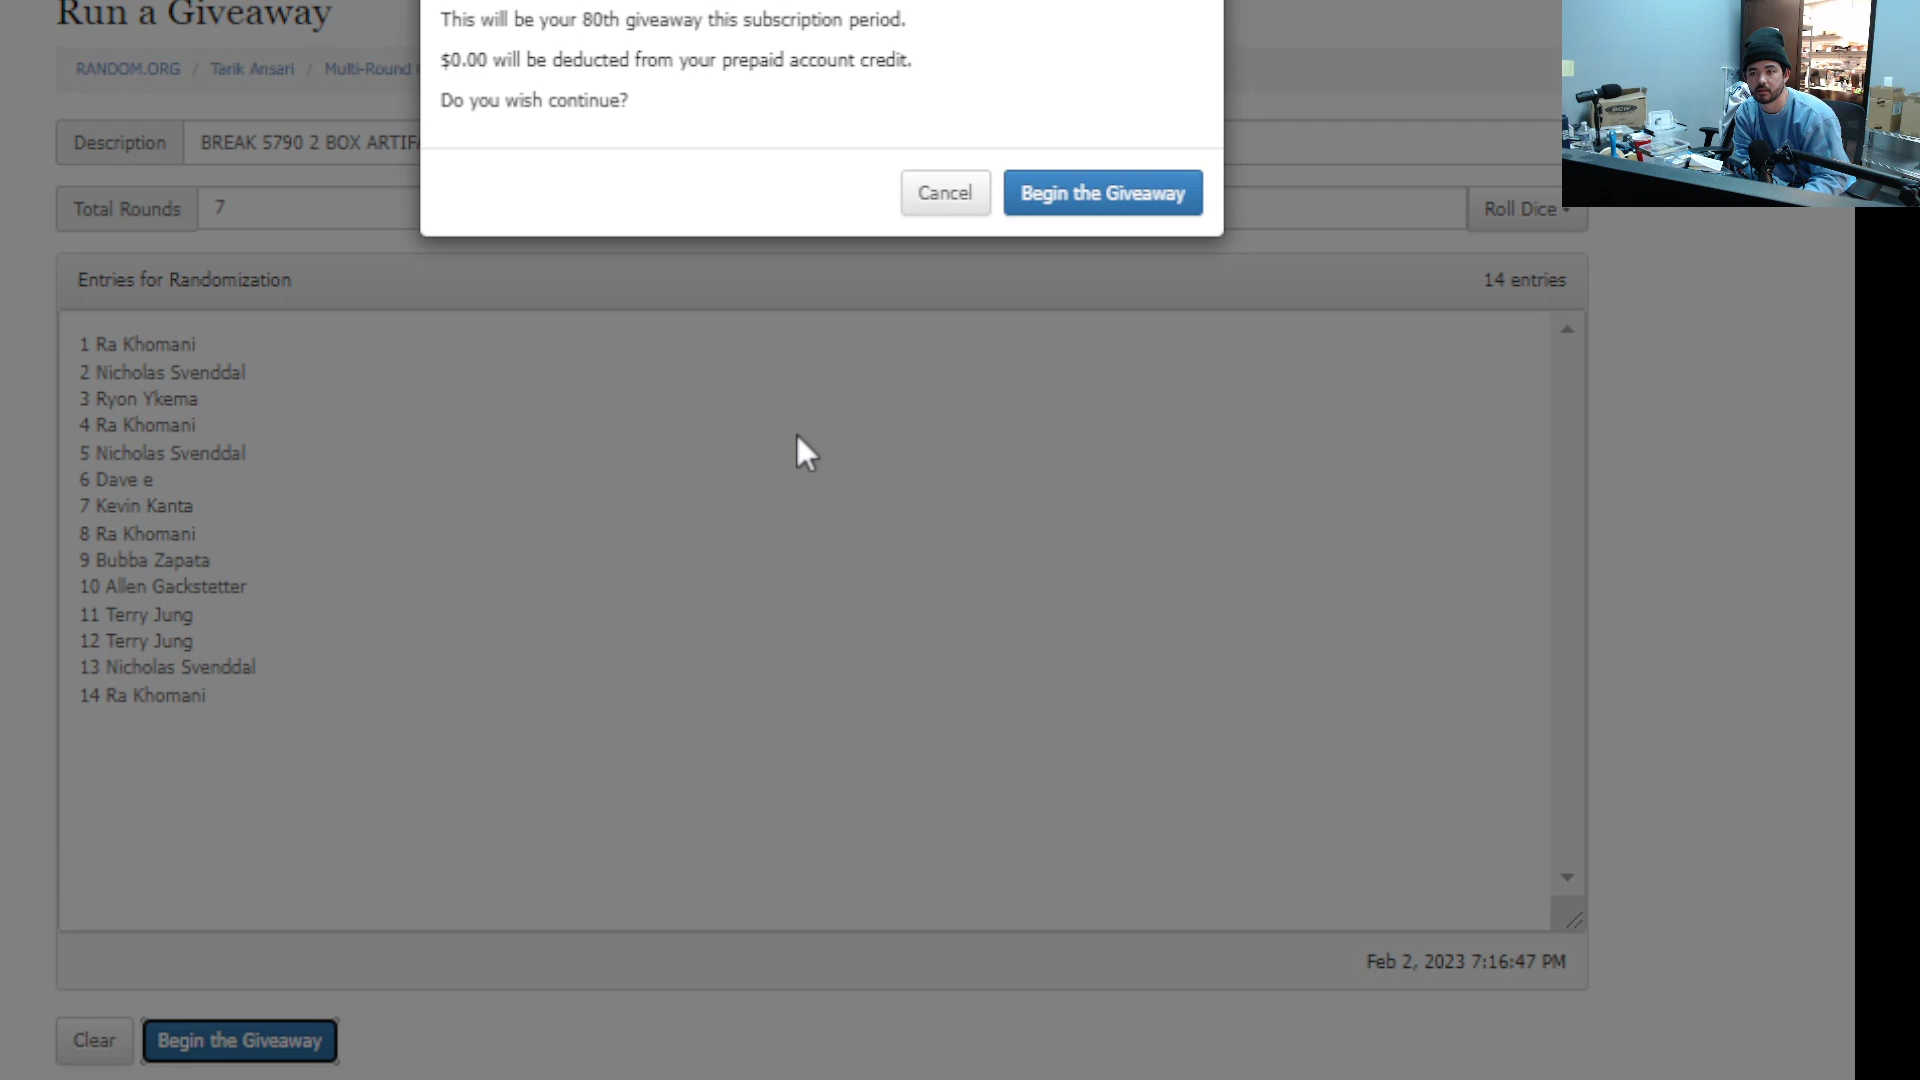 Run a Giveaway
This will be your 80th giveaway this subscription period.
$0.00 will be deducted from your prepaid account credit.
RANDOM.ORG / Tarik Ansari / Multi-Round
Do you wish continue?
Description BREAK 5790 2 BOX
Cancel Begin the Giveaway
Total Rounds 7 Roll Dice
Entries for Randomization 14 entries
1 Ra Khomani
2 Nicholas Svenddal
3 Ryon Ykema
4 Ra Khomani
5 Nicholas Svenddal
6 Dave e
7 Kevin Kanta
8 Ra Khomani
9 Bubba Zapata
10 Allen Gackstetter
11 Terry Jung
12 Terry Jung
13 Nicholas Svenddal
14 Ra Khomani
Feb 2, 2023 7:16:47 PM
Clear Begin the Giveaway